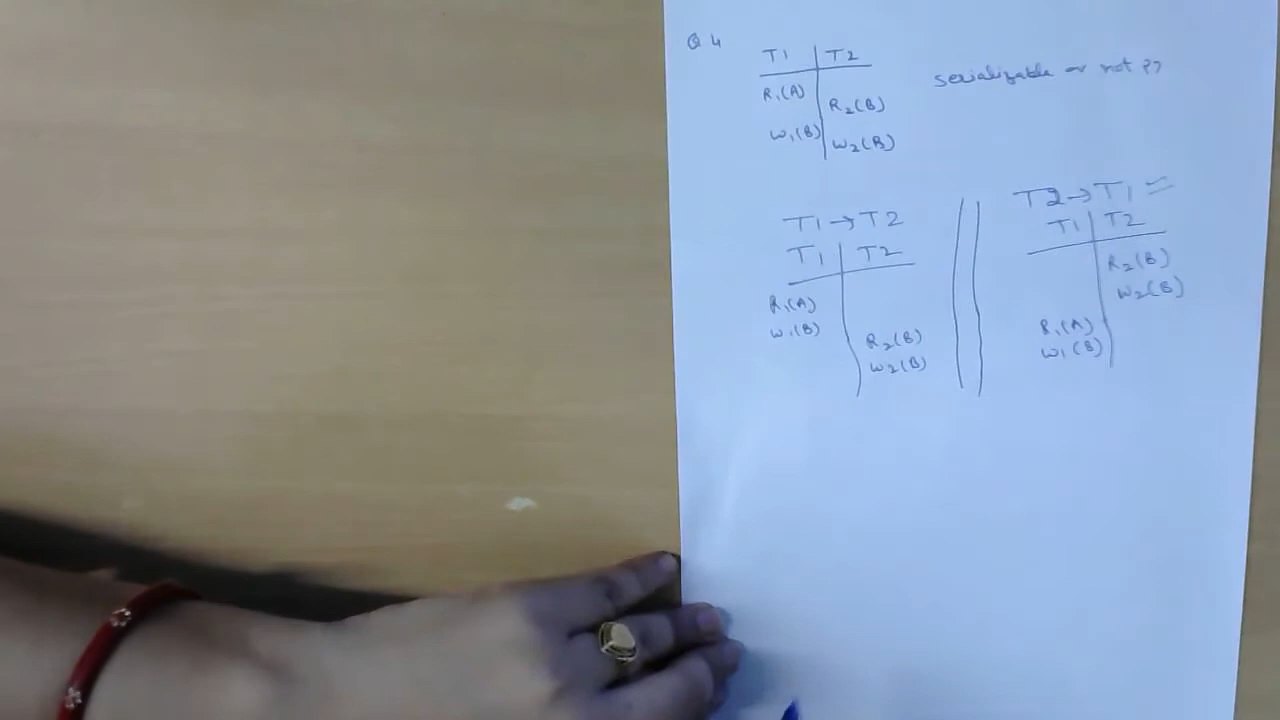 Q 4
T1 T2
serializable or not ??
R1(A)
R2(B)
W1(B)
W2(B)
T1 → T2
T1 T2
R1(A)
W1(B)
R2(B)
W2(B)
T2 → T1
T1 T2
R2(B)
W2(B)
R1(A)
W1(B)